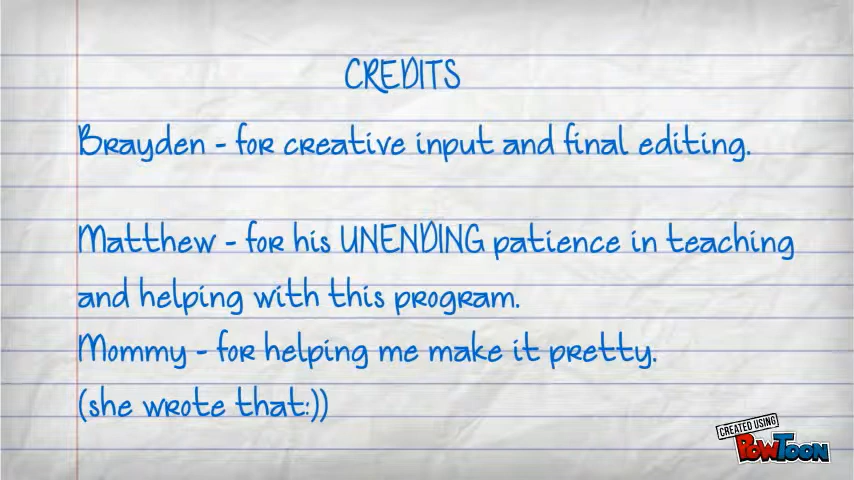 CREDITS
Brayden - for creative input and final editing.
Matthew - for his UNENDING patience in teaching
and helping with this program.
Mommy - for helping me make it pretty.
(she wrote that:))
CREATED USING
POWTOON